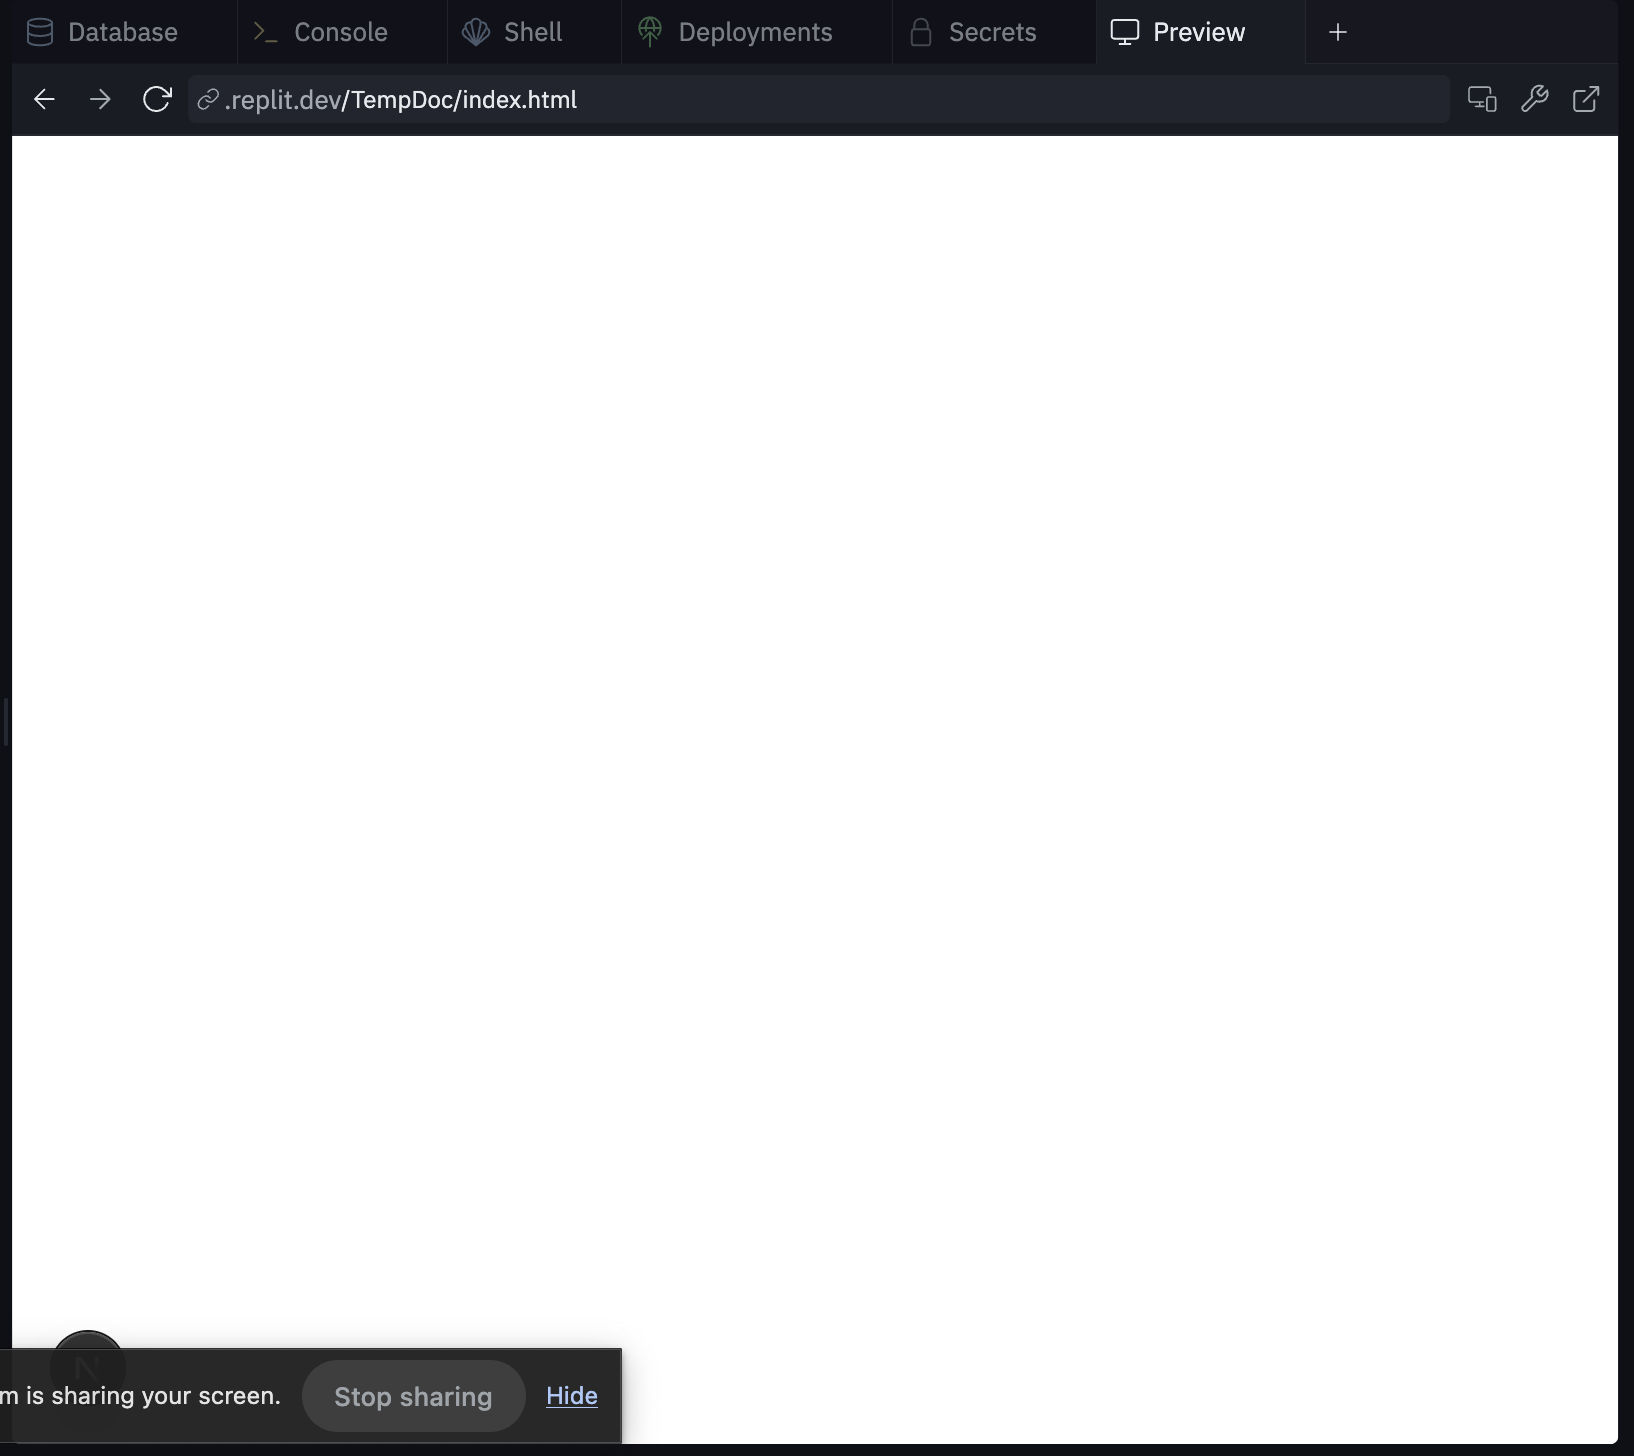 Database
Console
Shell
Deployments
Secrets
Preview
.replit.dev/TempDoc/index.html
m is sharing your screen.
Stop sharing
Hide